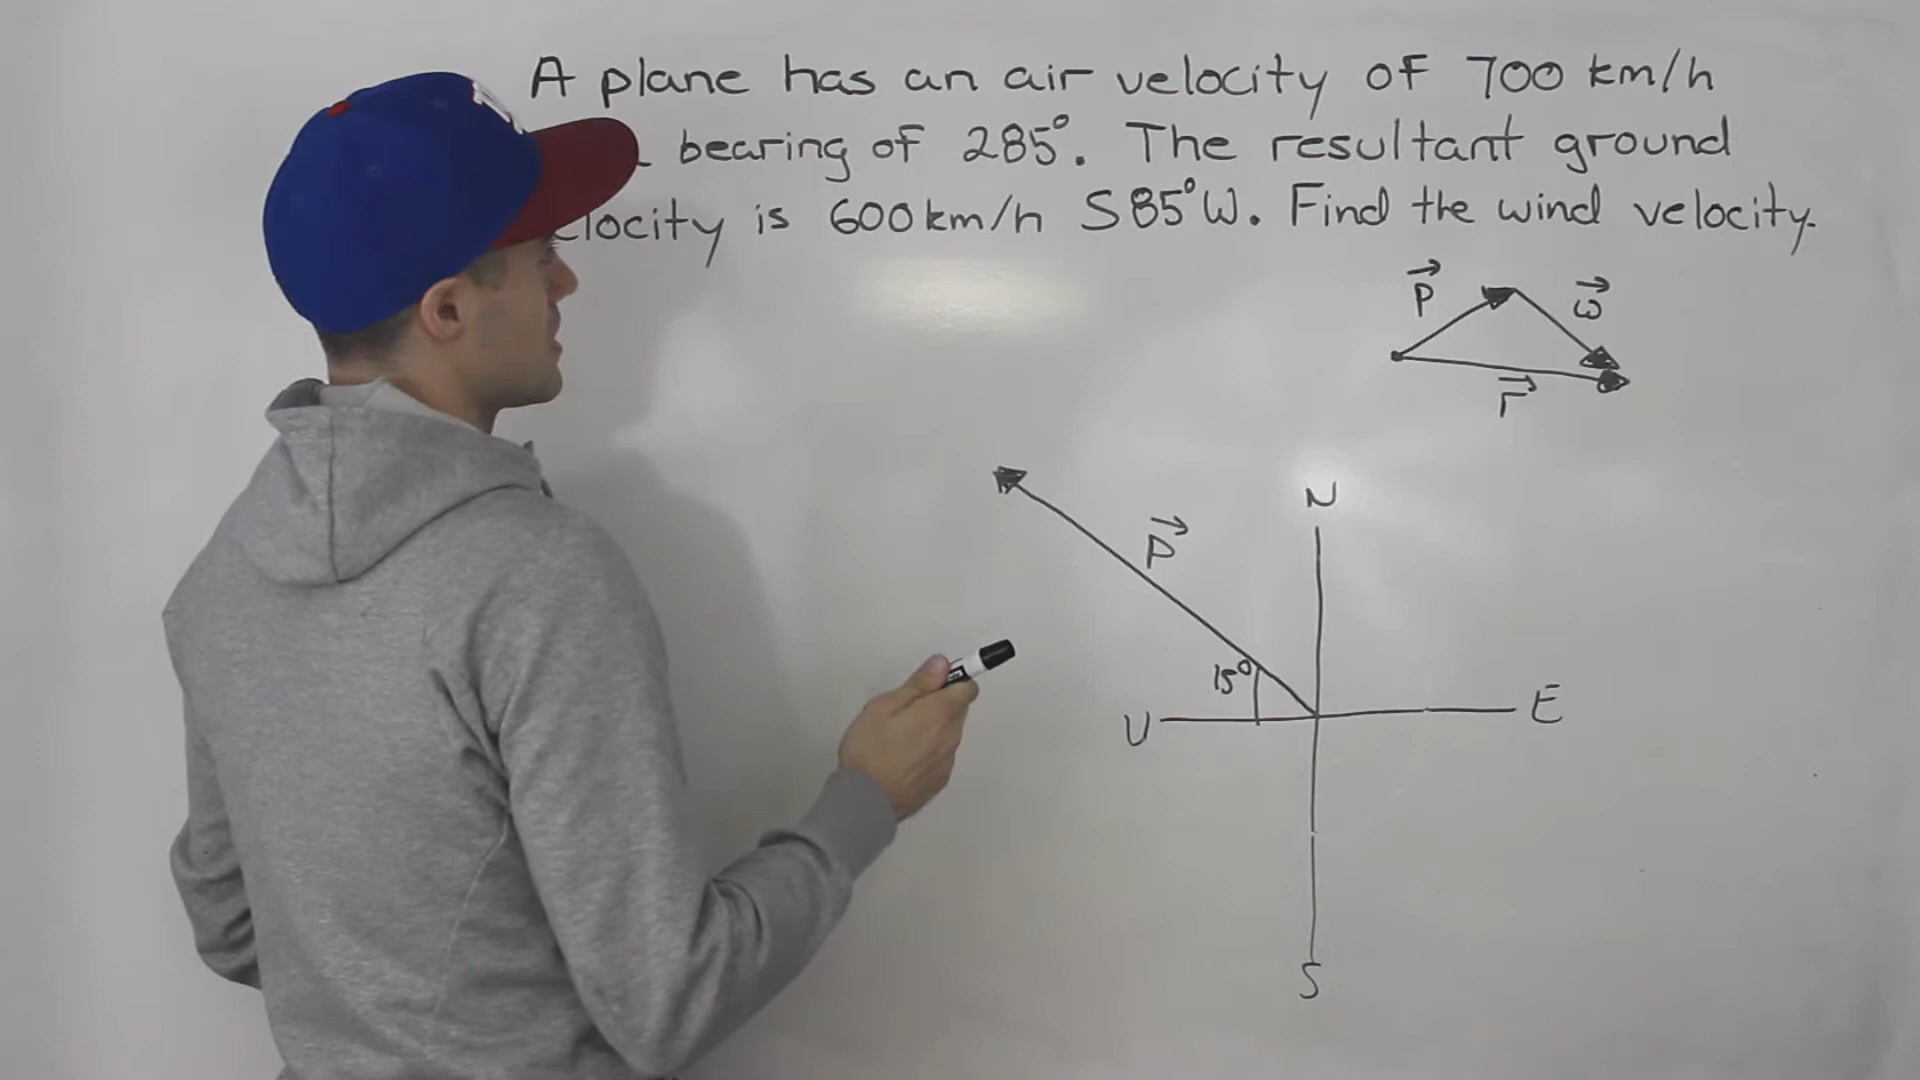 A plane has an air velocity of 700 km/h
bearing of 285°. The resultant ground
is 600 km/h S85°W. Find the wind velocity.
P
w
r
N
P
15°
E
S